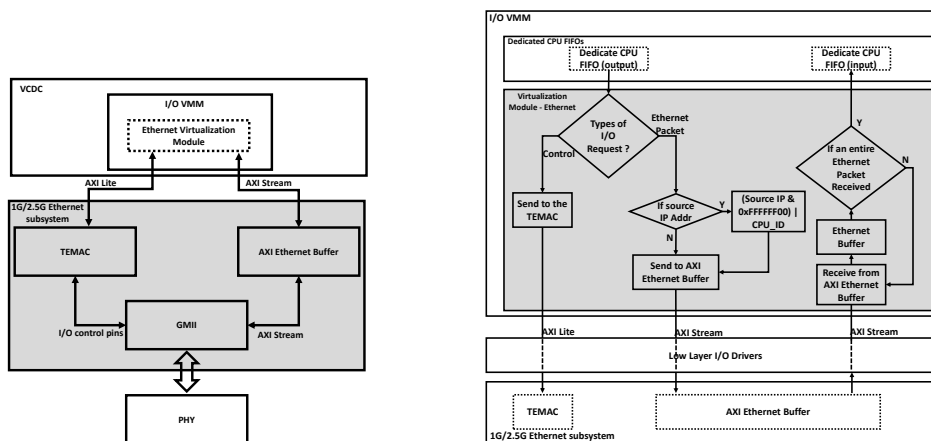 VCDC
I/O VMM
Ethernet Virtualization
Module
AXI Lite
AXI Stream
1G/2.5G Ethernet
subsystem
TEMAC
AXI Ethernet Buffer
GMII
I/O control pins
AXI Stream
PHY
I/O VMM
Dedicated CPU FIFOs
Dedicate CPU
FIFO (output)
Dedicate CPU
FIFO (input)
Virtualization
Module - Ethernet
Types of
I/O
Request ?
Ethernet
Packet
Control
Y
If an entire
Ethernet
Packet
Received
N
Send to the
TEMAC
If source
IP Addr
Y
(Source IP &
0xFFFFFF00) |
CPU_ID
N
Ethernet
Buffer
Send to AXI
Ethernet Buffer
Receive from
AXI Ethernet
Buffer
AXI Lite
AXI Stream
AXI Stream
Low Layer I/O Drivers
TEMAC
AXI Ethernet Buffer
1G/2.5G Ethernet subsystem